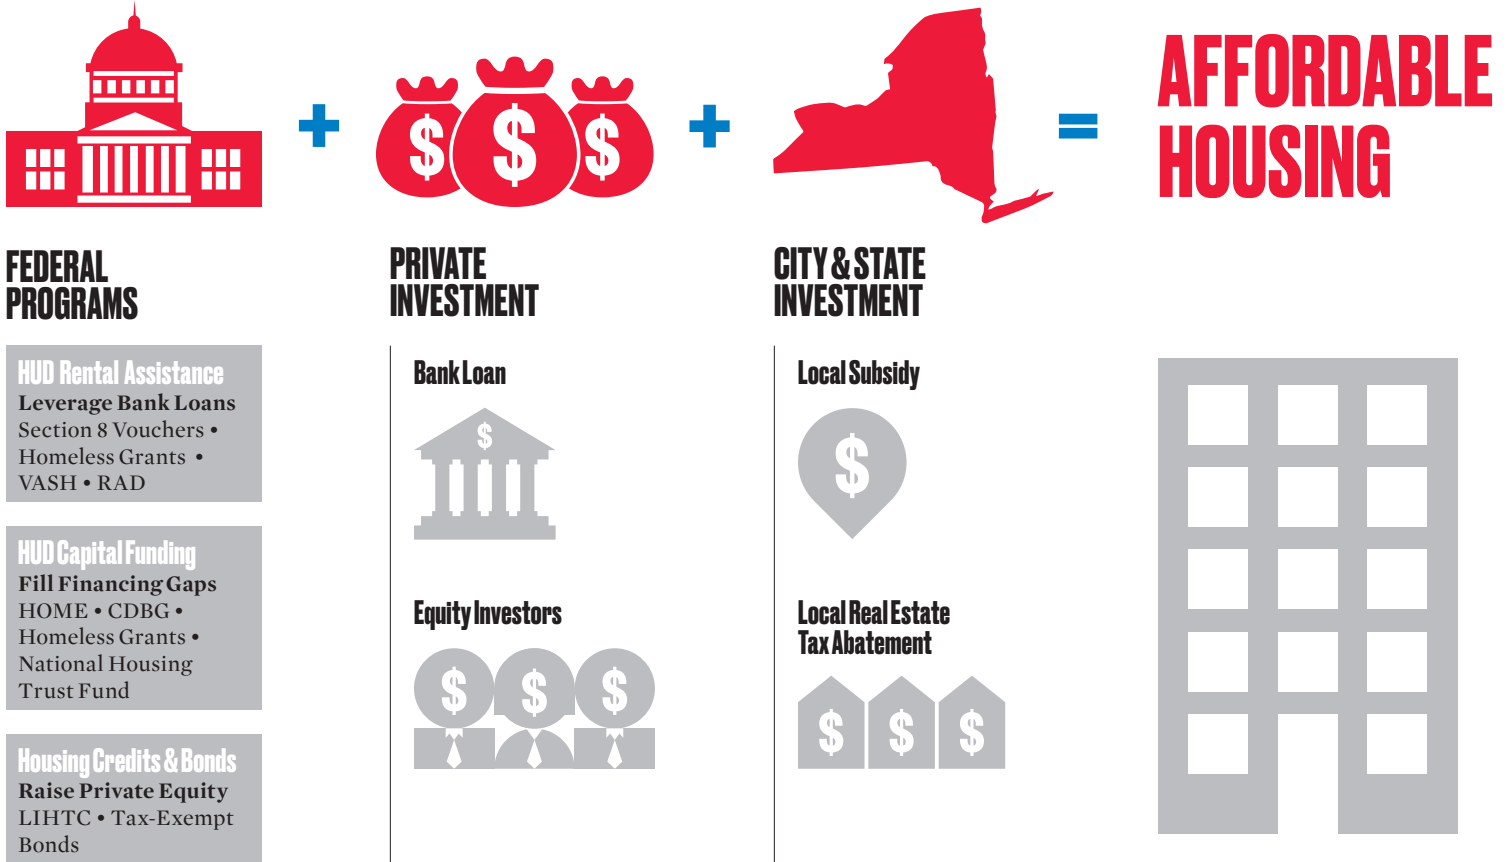 AFFORDABLE
HOUSING
+
+
=
$
$
$
FEDERAL
PROGRAMS
HUD Rental Assistance
Leverage Bank Loans
Section 8 Vouchers •
Homeless Grants •
VASH • RAD
HUD Capital Funding
Fill Financing Gaps
HOME • CDBG •
Homeless Grants •
National Housing
Trust Fund
Housing Credits & Bonds
Raise Private Equity
LIHTC • Tax-Exempt
Bonds
PRIVATE
INVESTMENT
Bank Loan
$
Equity Investors
$ $ $
CITY & STATE
INVESTMENT
Local Subsidy
$
Local Real Estate
Tax Abatement
$ $ $